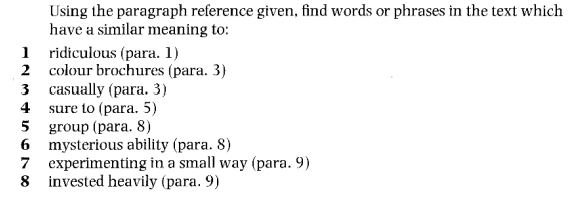 Using the paragraph reference given, find words or phrases in the text which
have a similar meaning to:
1 ridiculous (para. 1)
2 colour brochures (para. 3)
3 casually (para. 3)
4 sure to (para. 5)
5 group (para. 8)
6 mysterious ability (para. 8)
7 experimenting in a small way (para. 9)
8 invested heavily (para. 9)